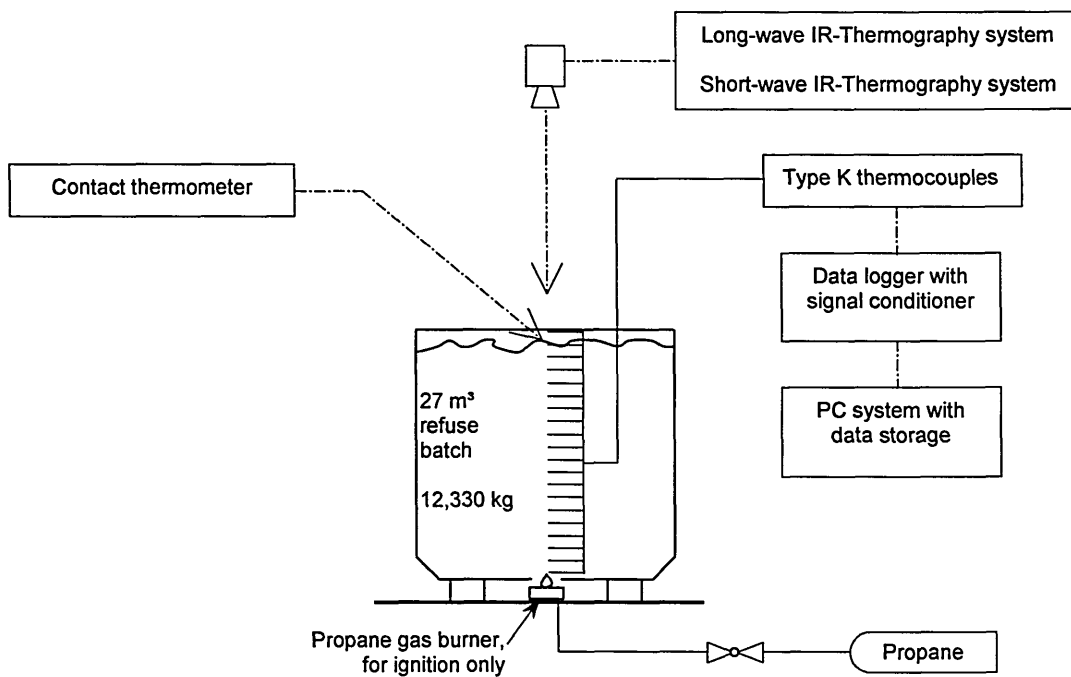 Long-wave IR-Thermography system
Short-wave IR-Thermography system
Contact thermometer
Type K thermocouples
Data logger with
signal conditioner
PC system with
data storage
27 m³
refuse
batch
12,330 kg
Propane gas burner,
for ignition only
Propane